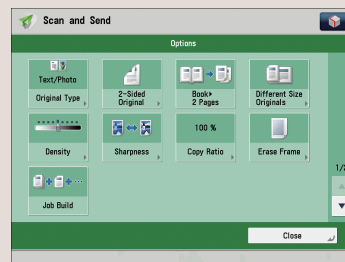 Scan and Send
Options
Text/Photo
Original Type
2-Sided
Original
Book▸
2 Pages
Different Size
Originals
Density
Sharpness
100 %
Copy Ratio
Erase Frame
Job Build
1/
Close